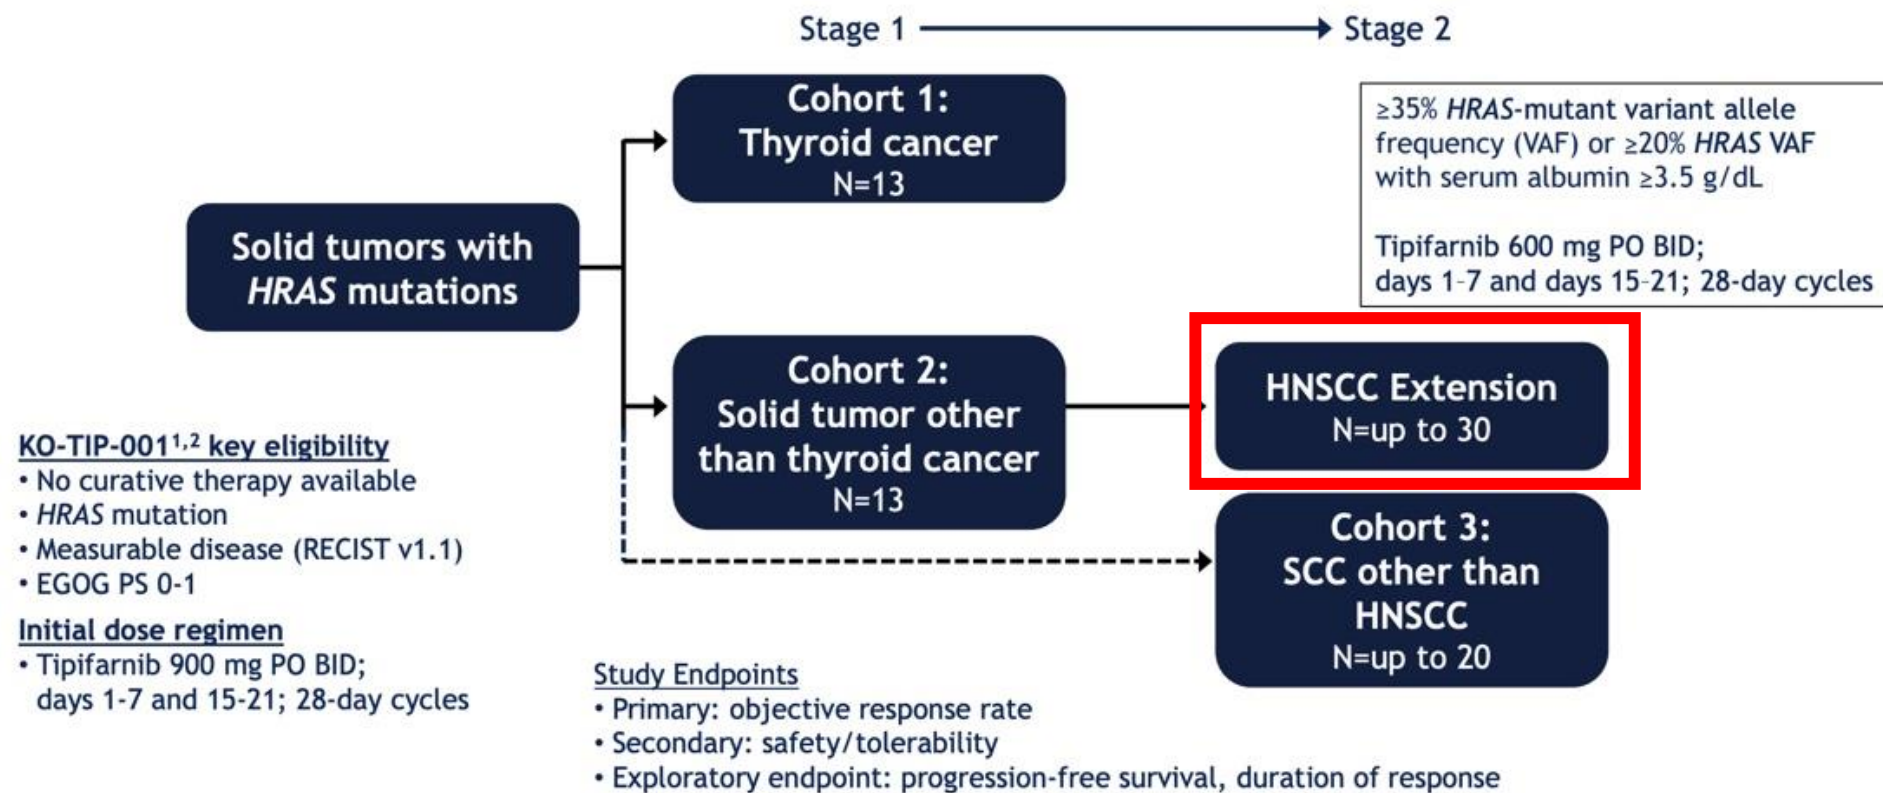 Stage 1
Stage 2
Cohort 1:
Thyroid cancer
N=13
≥35% HRAS-mutant variant allele
frequency (VAF) or ≥20% HRAS VAF
with serum albumin ≥3.5 g/dL
Tipifarnib 600 mg PO BID;
days 1-7 and days 15-21; 28-day cycles
Solid tumors with
HRAS mutations
Cohort 2:
Solid tumor other
than thyroid cancer
N=13
HNSCC Extension
N=up to 30
Cohort 3:
SCC other than
HNSCC
N=up to 20
KO-TIP-001¹,² key eligibility
• No curative therapy available
• HRAS mutation
• Measurable disease (RECIST v1.1)
• EGOG PS 0-1
Initial dose regimen
• Tipifarnib 900 mg PO BID;
days 1-7 and 15-21; 28-day cycles
Study Endpoints
• Primary: objective response rate
• Secondary: safety/tolerability
• Exploratory endpoint: progression-free survival, duration of response